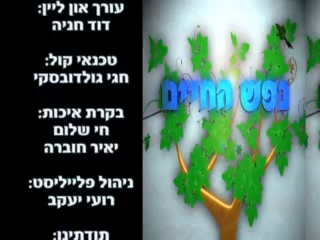 עורך און ליין:
דוד חניה
טכנאי קול:
חגי גולדובסקי
בקרת איכות:
חי שלום
יאיר חוברה
ניהול פלייליסט:
רועי יעקב
תודתינו:
נפש החיים